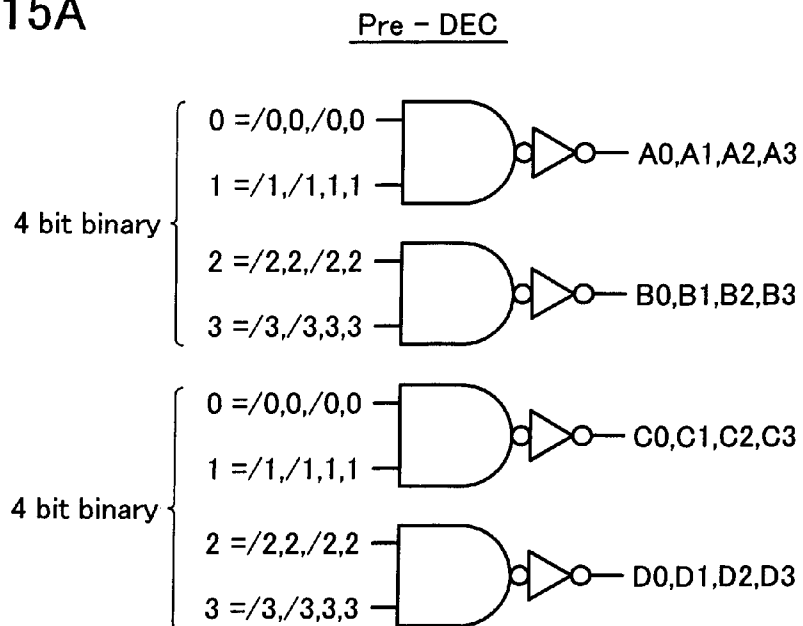 15A
Pre - DEC
0 =/0,0,/0,0
1 =/1,/1,1,1
A0,A1,A2,A3
4 bit binary
2 =/2,2,/2,2
3 =/3,/3,3,3
B0,B1,B2,B3
0 =/0,0,/0,0
1 =/1,/1,1,1
C0,C1,C2,C3
4 bit binary
2 =/2,2,/2,2
3 =/3,/3,3,3
D0,D1,D2,D3